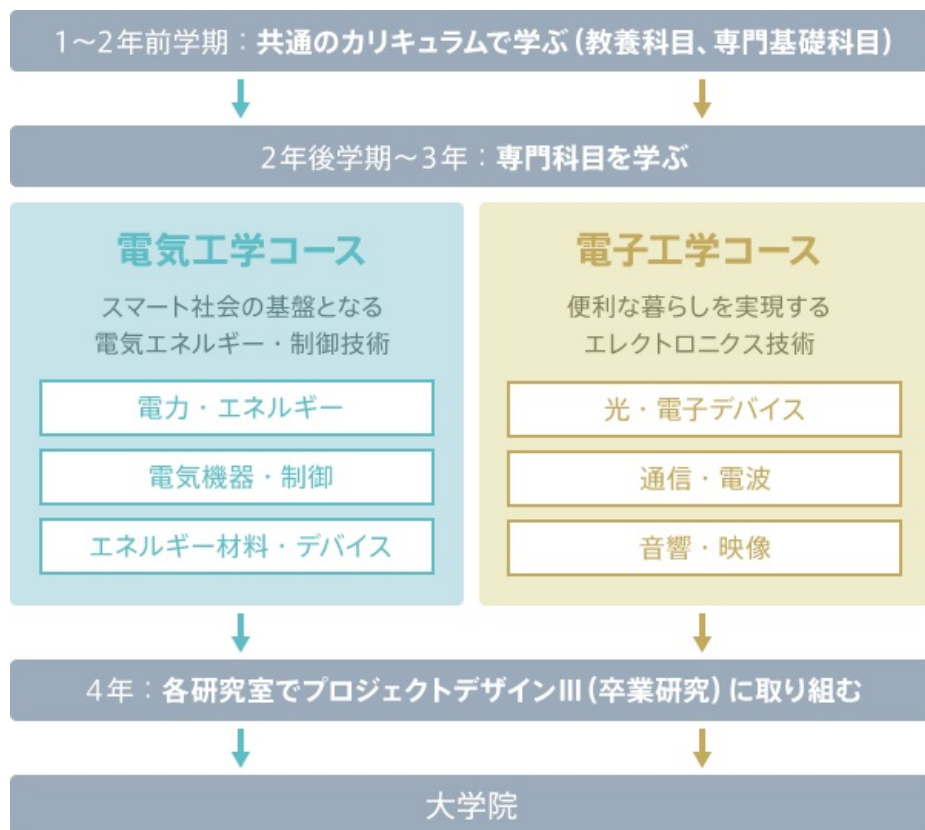 1～2年前学期：共通のカリキュラムで学ぶ（教養科目、専門基礎科目）
2年後学期～3年：専門科目を学ぶ
電気工学コース
スマート社会の基盤となる
電気エネルギー・制御技術
電力・エネルギー
電気機器・制御
エネルギー材料・デバイス
電子工学コース
便利な暮らしを実現する
エレクトロニクス技術
光・電子デバイス
通信・電波
音響・映像
4年：各研究室でプロジェクトデザインIII（卒業研究）に取り組む
大学院